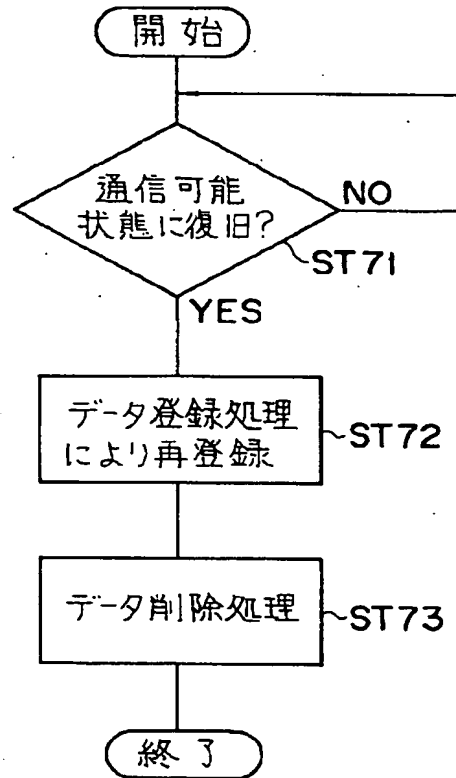 開始
通信可能
状態に復旧?
NO
ST71
YES
データ登録処理
により再登録
ST72
データ削除処理
ST73
終了